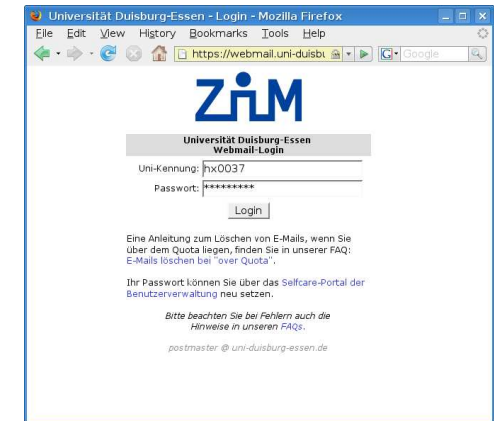 Universität Duisburg-Essen - Login - Mozilla Firefox
File Edit View History Bookmarks Tools Help
https://webmail.uni-duisbu G Google
ZiM
Universität Duisburg-Essen
Webmail-Login
Uni-Kennung: hx0037
Passwort: *********
Login
Eine Anleitung zum Löschen von E-Mails, wenn Sie
über dem Quota liegen, finden Sie in unserer FAQ:
E-Mails löschen bei "over Quota".
Ihr Passwort können Sie über das Selfcare-Portal der
Benutzerverwaltung neu setzen.
Bitte beachten Sie bei Fehlern auch die
Hinweise in unseren FAQs.
postmaster @ uni-duisburg-essen.de